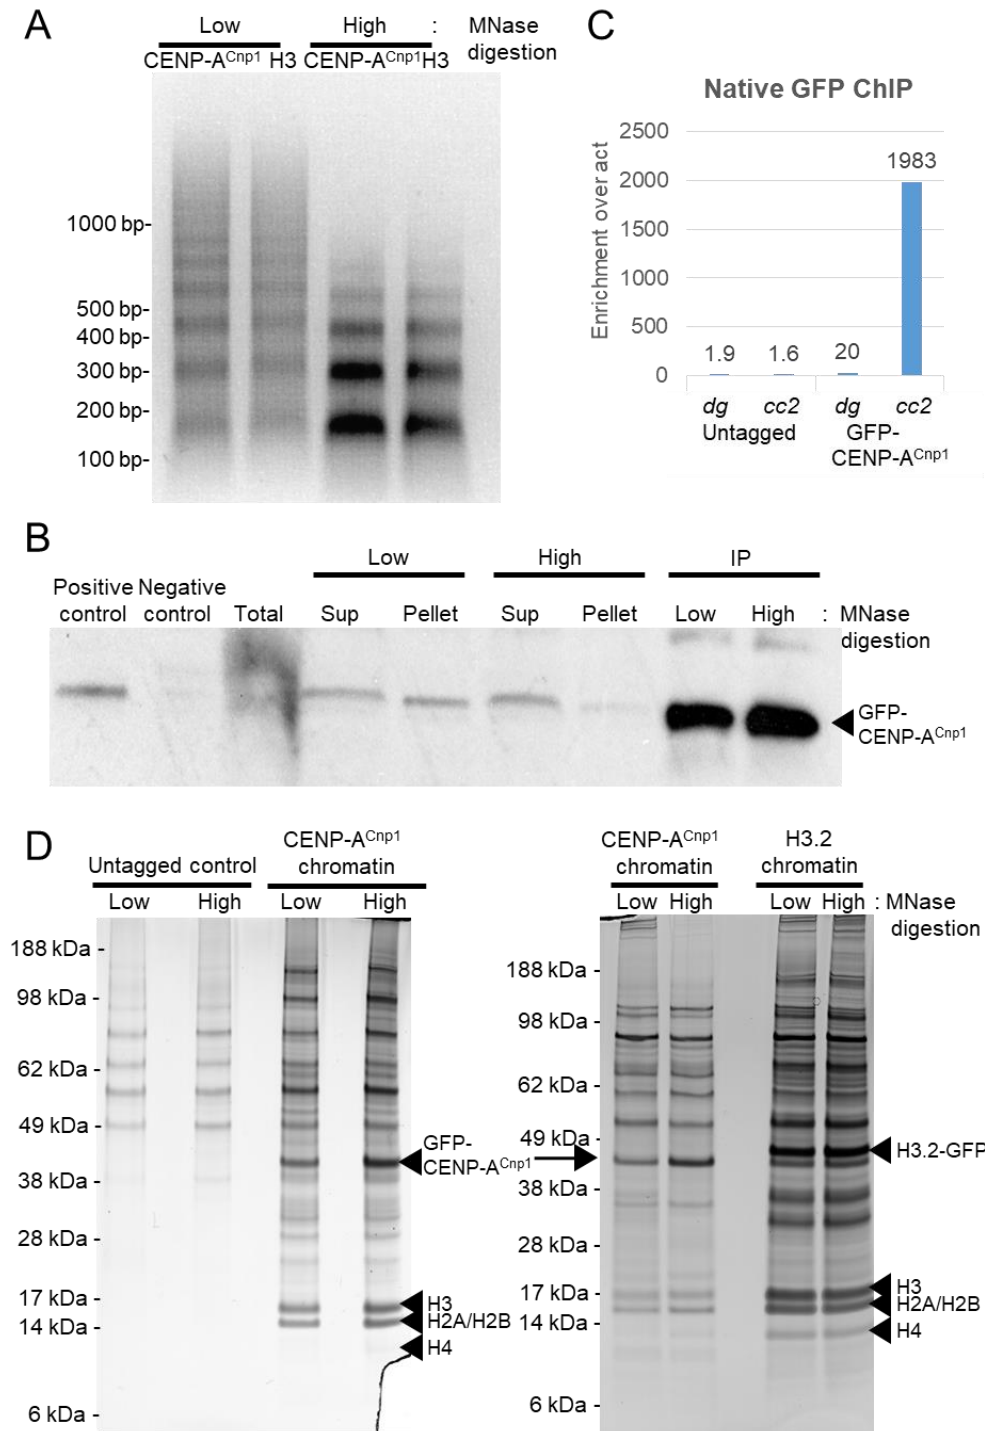 A
Low High : MNase
digestion
CENP-A^Cnp1 H3 CENP-A^Cnp1 H3
1000 bp-
500 bp-
400 bp-
300 bp-
200 bp-
100 bp-
C
Native GFP ChIP
Enrichment over act
2500
2000
1500
1000
500
0
1.9
1.6
20
1983
dg cc2 dg cc2
Untagged GFP-
CENP-A^Cnp1
B
Low High IP
Positive Negative
control control Total Sup Pellet Sup Pellet Low High : MNase
digestion
GFP-
CENP-A^Cnp1
D
CENP-A^Cnp1
Untagged control chromatin
Low High Low High
188 kDa -
98 kDa -
62 kDa -
49 kDa -
38 kDa -
28 kDa -
17 kDa -
14 kDa -
6 kDa -
GFP-
CENP-A^Cnp1
H3
H2A/H2B
H4
CENP-A^Cnp1 H3.2
chromatin chromatin
Low High Low High : MNase
digestion
188 kDa -
98 kDa -
62 kDa -
49 kDa -
38 kDa -
28 kDa -
17 kDa -
14 kDa -
6 kDa -
H3.2-GFP
H3
H2A/H2B
H4